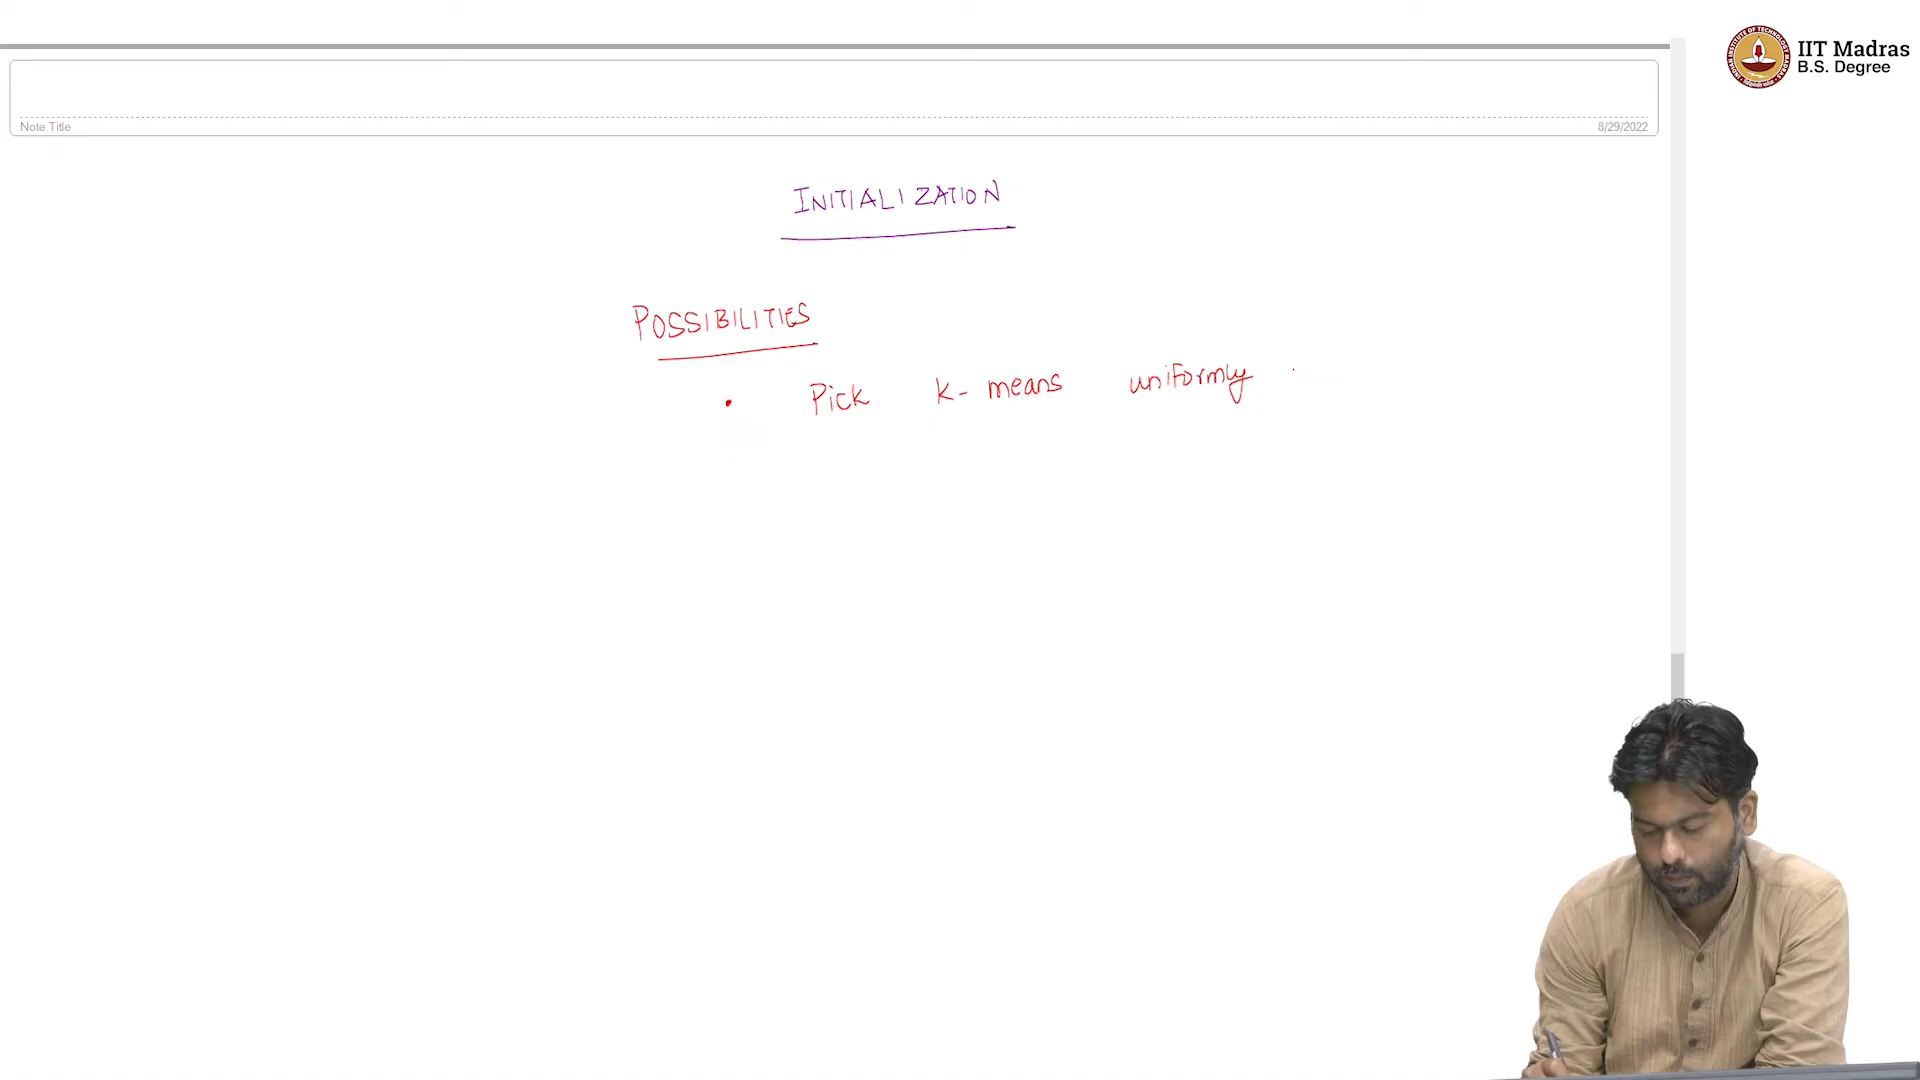 IIT Madras
B.S. Degree
Note Title
8/29/2022
INITIALIZATION
POSSIBILITIES
• Pick k- means uniformly